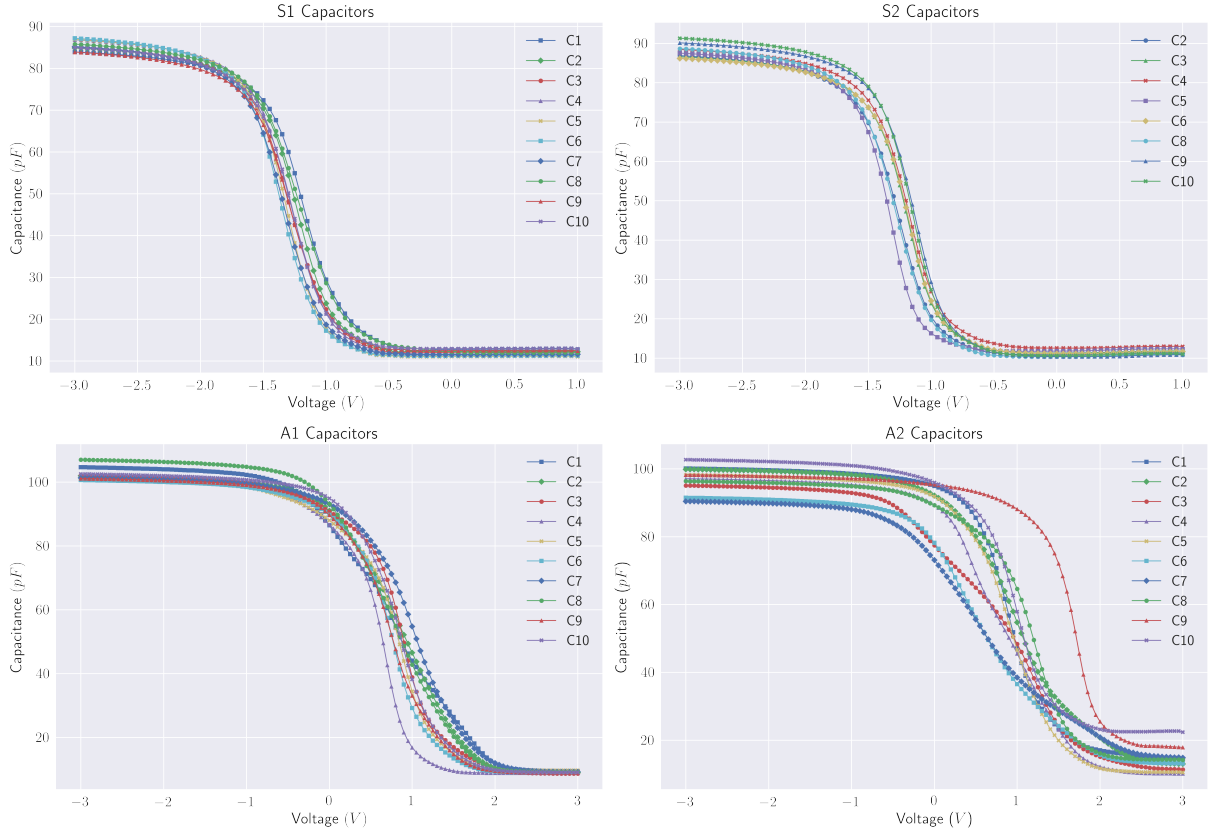 S1 Capacitors
90
80
70
60
50
40
30
20
10
−3.0 −2.5 −2.0 −1.5 −1.0 −0.5 0.0 0.5 1.0
Capacitance (pF)
Voltage (V)
C1
C2
C3
C4
C5
C6
C7
C8
C9
C10
S2 Capacitors
90
80
70
60
50
40
30
20
10
−3.0 −2.5 −2.0 −1.5 −1.0 −0.5 0.0 0.5 1.0
Capacitance (pF)
Voltage (V)
C2
C3
C4
C5
C6
C8
C9
C10
A1 Capacitors
100
80
60
40
20
−3 −2 −1 0 1 2 3
Capacitance (pF)
Voltage (V)
C1
C2
C3
C4
C5
C6
C7
C8
C9
C10
A2 Capacitors
100
80
60
40
20
−3 −2 −1 0 1 2 3
Capacitance (pF)
Voltage (V)
C1
C2
C3
C4
C5
C6
C7
C8
C9
C10